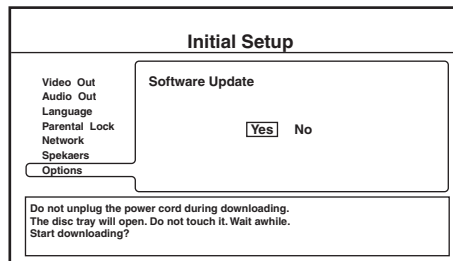 Initial Setup
Video Out
Audio Out
Language
Parental Lock
Network
Spekaers
Options
Software Update
Yes No
Do not unplug the power cord during downloading.
The disc tray will open. Do not touch it. Wait awhile.
Start downloading?